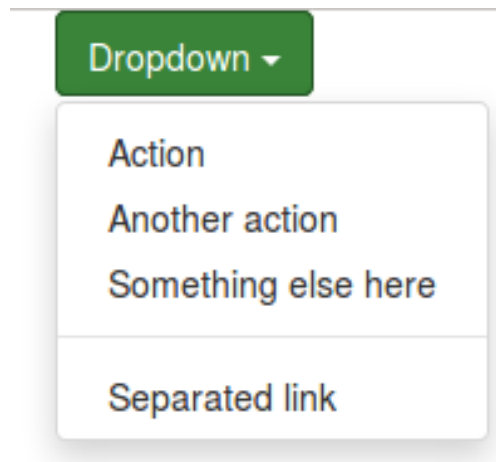 Dropdown
Action
Another action
Something else here
Separated link